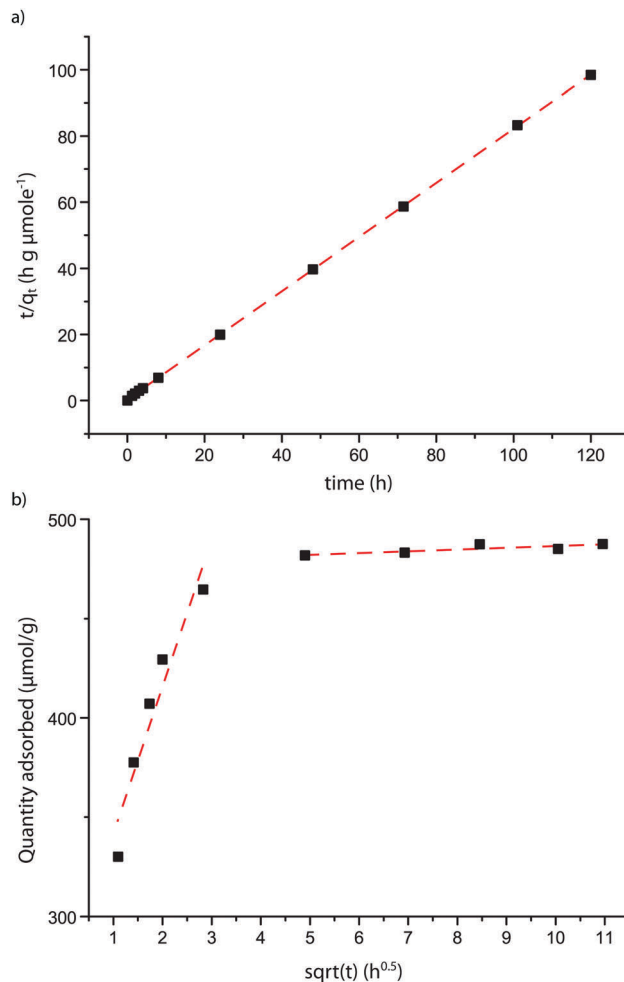 a)
100
80
60
40
20
0
t/qt (h g µmole-1)
0 20 40 60 80 100 120
time (h)
b)
500
400
300
Quantity adsorbed (µmol/g)
1 2 3 4 5 6 7 8 9 10 11
sqrt(t) (h0.5)